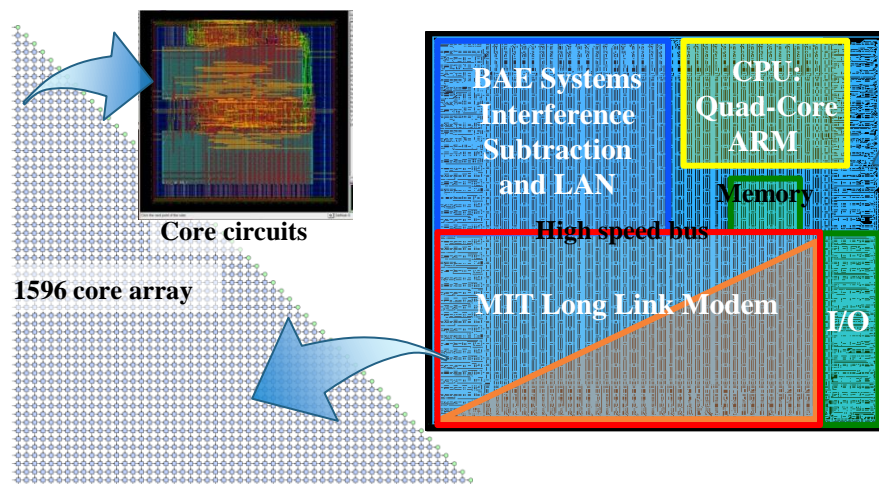 Core circuits
1596 core array
BAE Systems
Interference
Subtraction
and LAN
CPU:
Quad-Core
ARM
Memory
High speed bus
MIT Long Link Modem
I/O